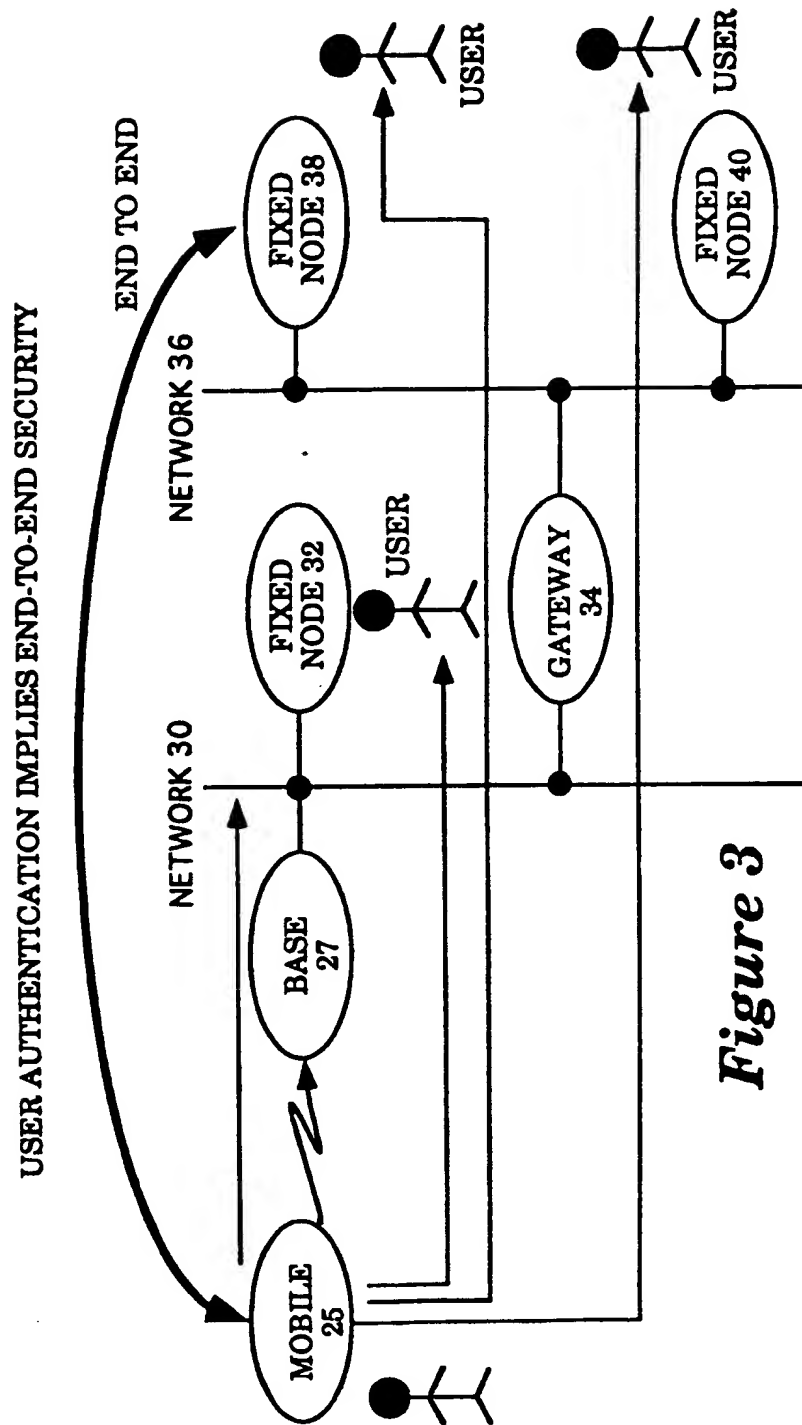 USER AUTHENTICATION IMPLIES END-TO-END SECURITY
END TO END
NETWORK 30
NETWORK 36
MOBILE
25
BASE
27
FIXED
NODE 32
USER
FIXED
NODE 38
USER
GATEWAY
34
FIXED
NODE 40
USER
Figure 3